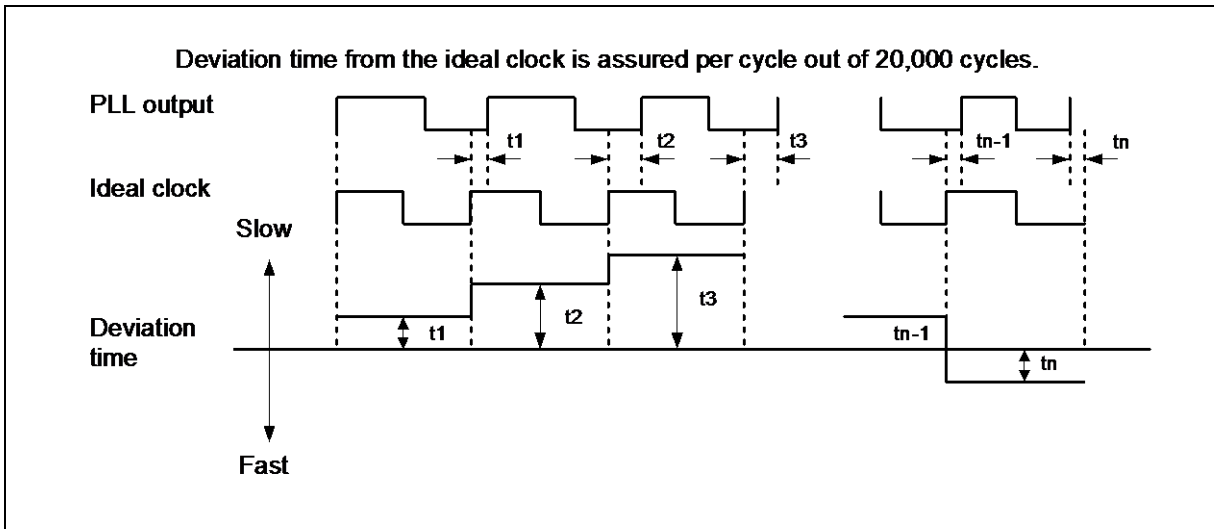 Deviation time from the ideal clock is assured per cycle out of 20,000 cycles.
PLL output
t1
t2
t3
tn-1
tn
Ideal clock
Slow
Deviation
time
t1
t2
t3
tn-1
tn
Fast